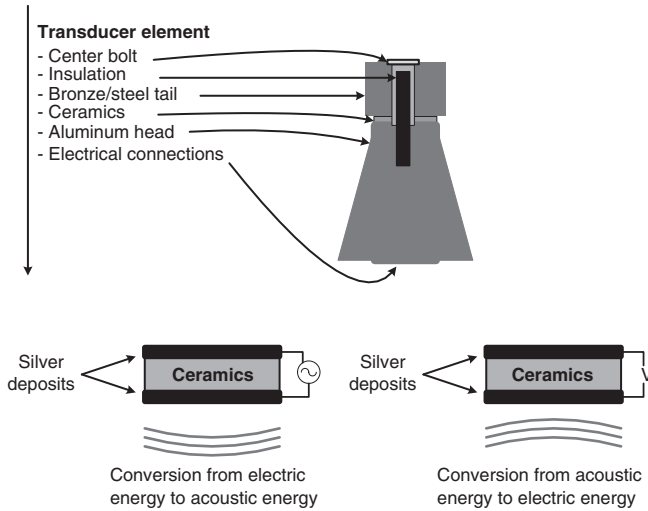 Transducer element
- Center bolt
- Insulation
- Bronze/steel tail
- Ceramics
- Aluminum head
- Electrical connections
Silver
deposits
Ceramics
Conversion from electric
energy to acoustic energy
Silver
deposits
Ceramics
V
Conversion from acoustic
energy to electric energy